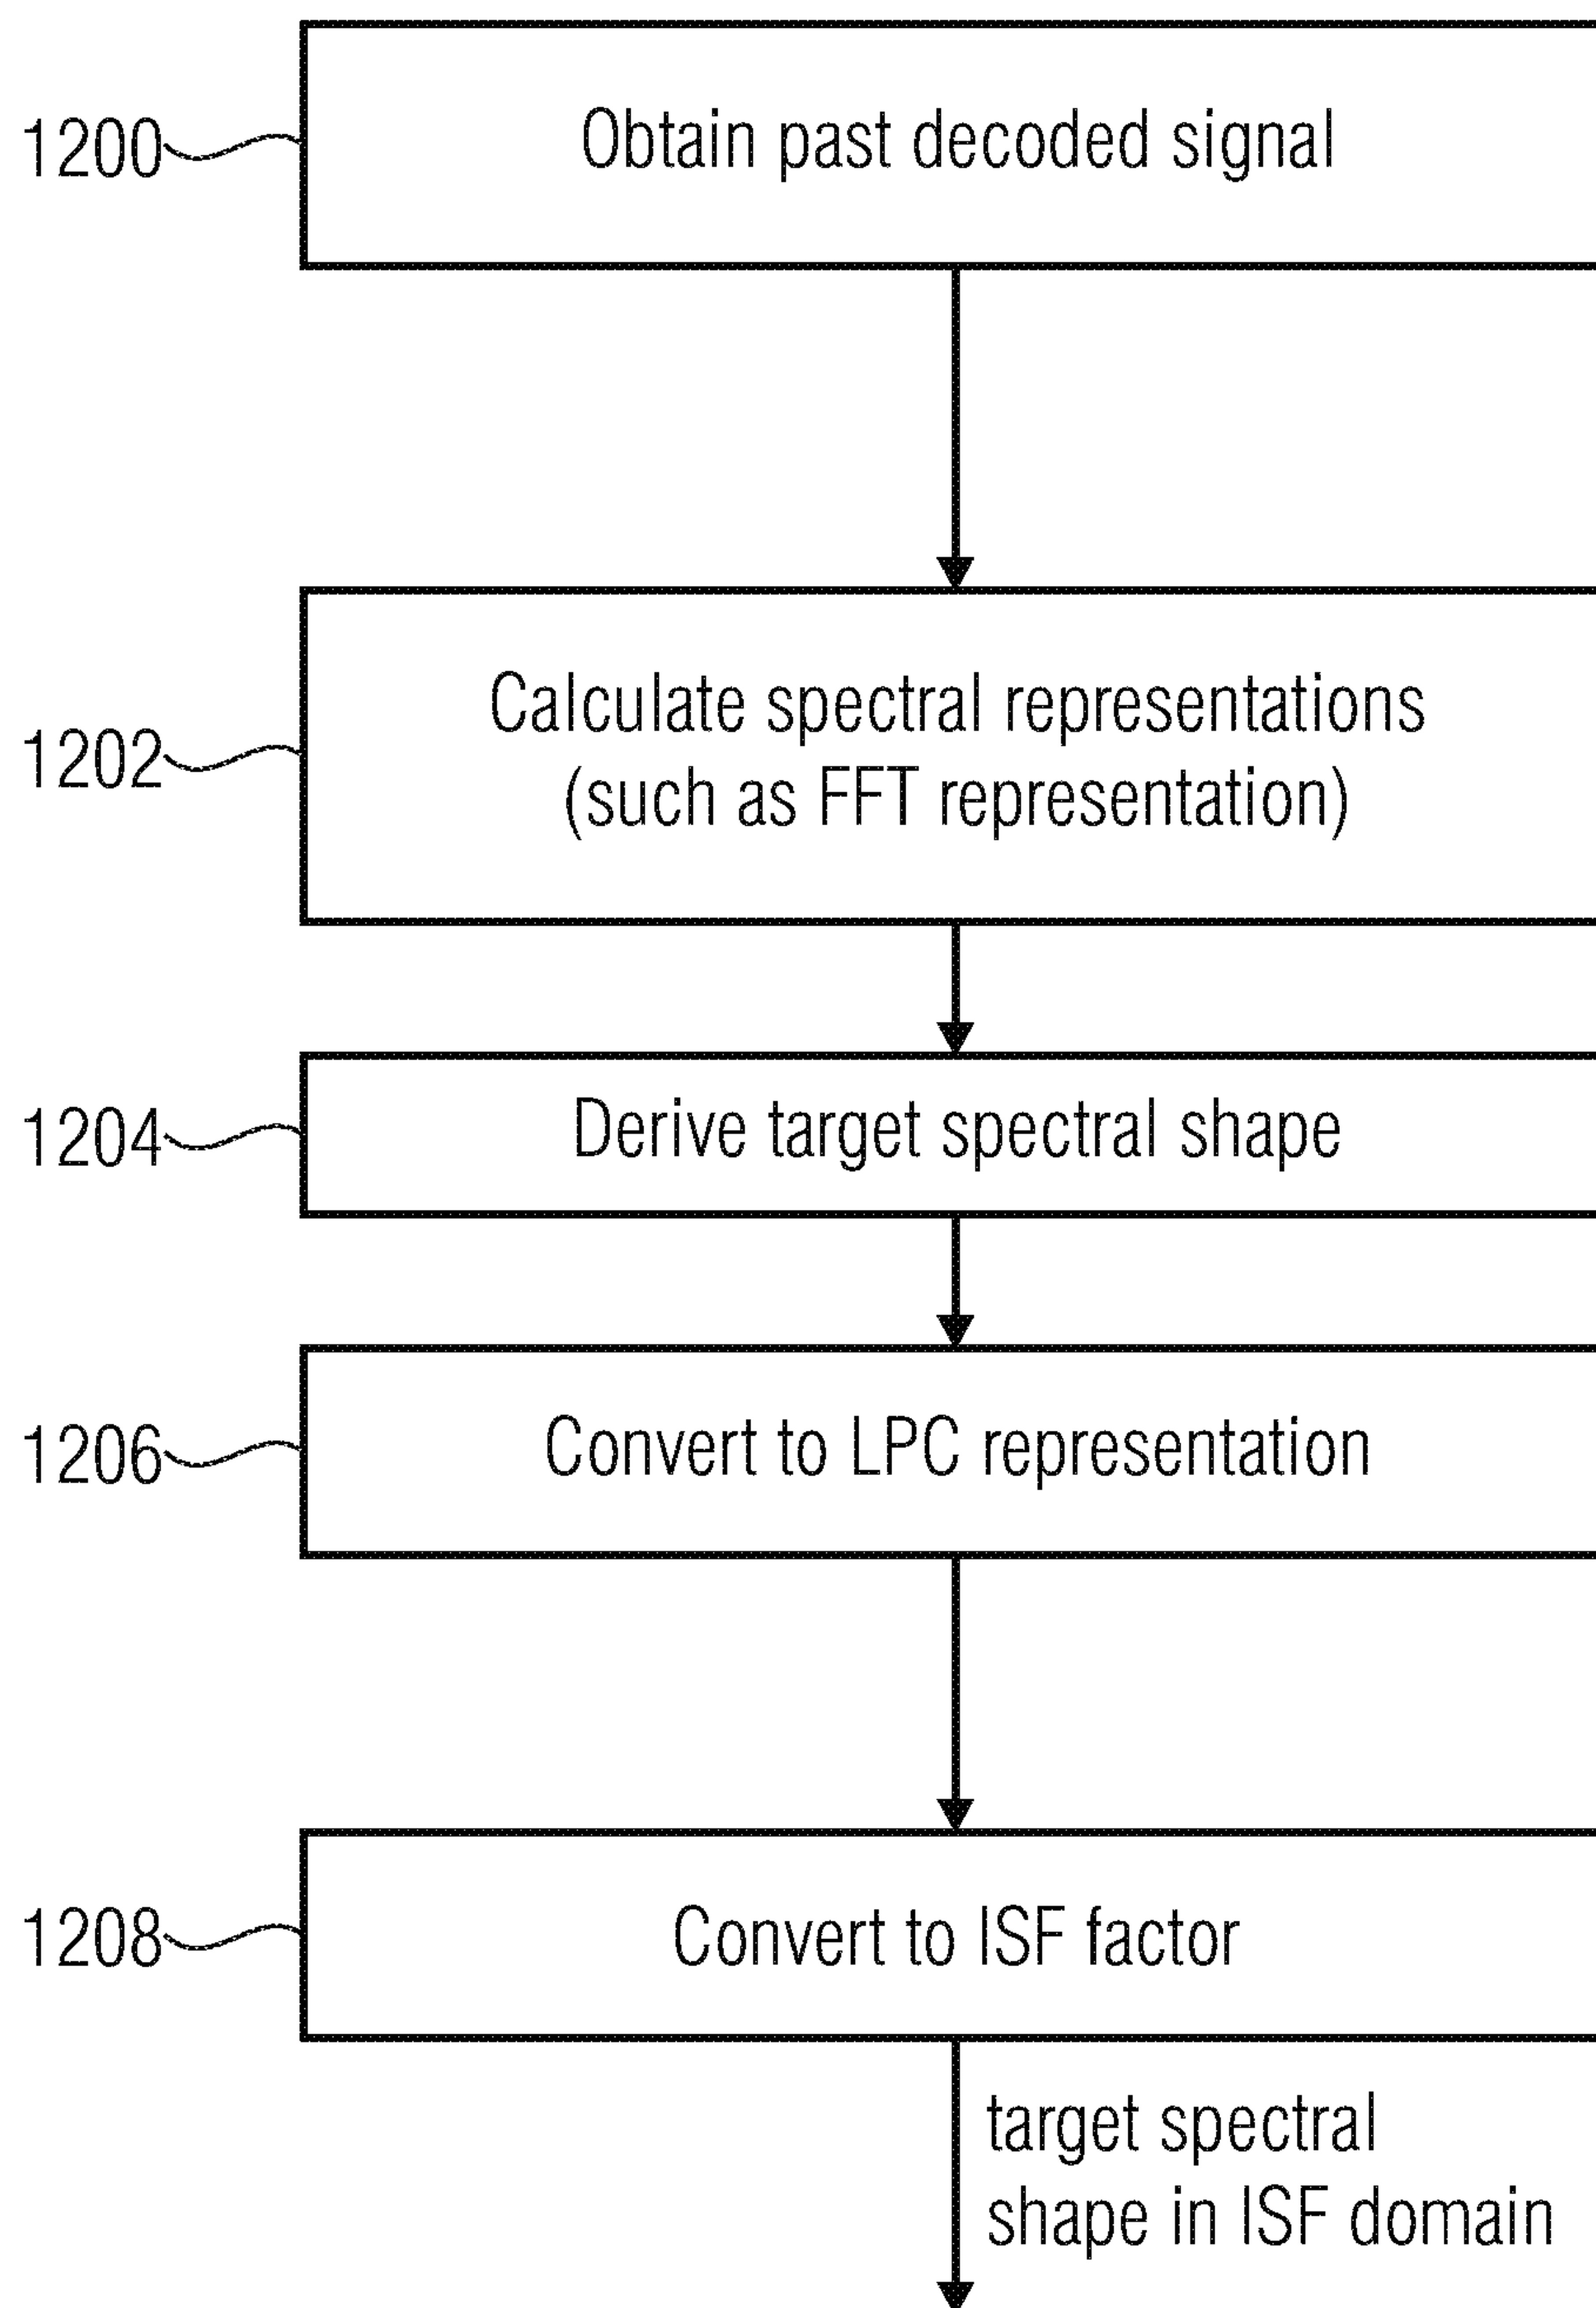 1200
Obtain past decoded signal
1202
Calculate spectral representations
(such as FFT representation)
1204
Derive target spectral shape
1206
Convert to LPC representation
1208
Convert to ISF factor
target spectral
shape in ISF domain